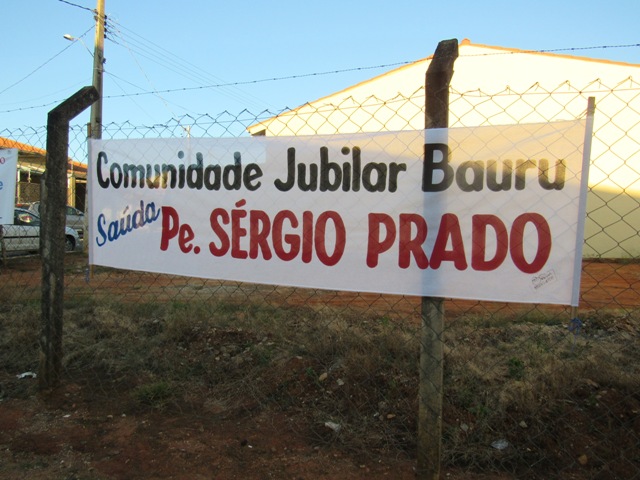 Comunidade Jubilar Bauru
Saúda Pe. SÉRGIO PRADO